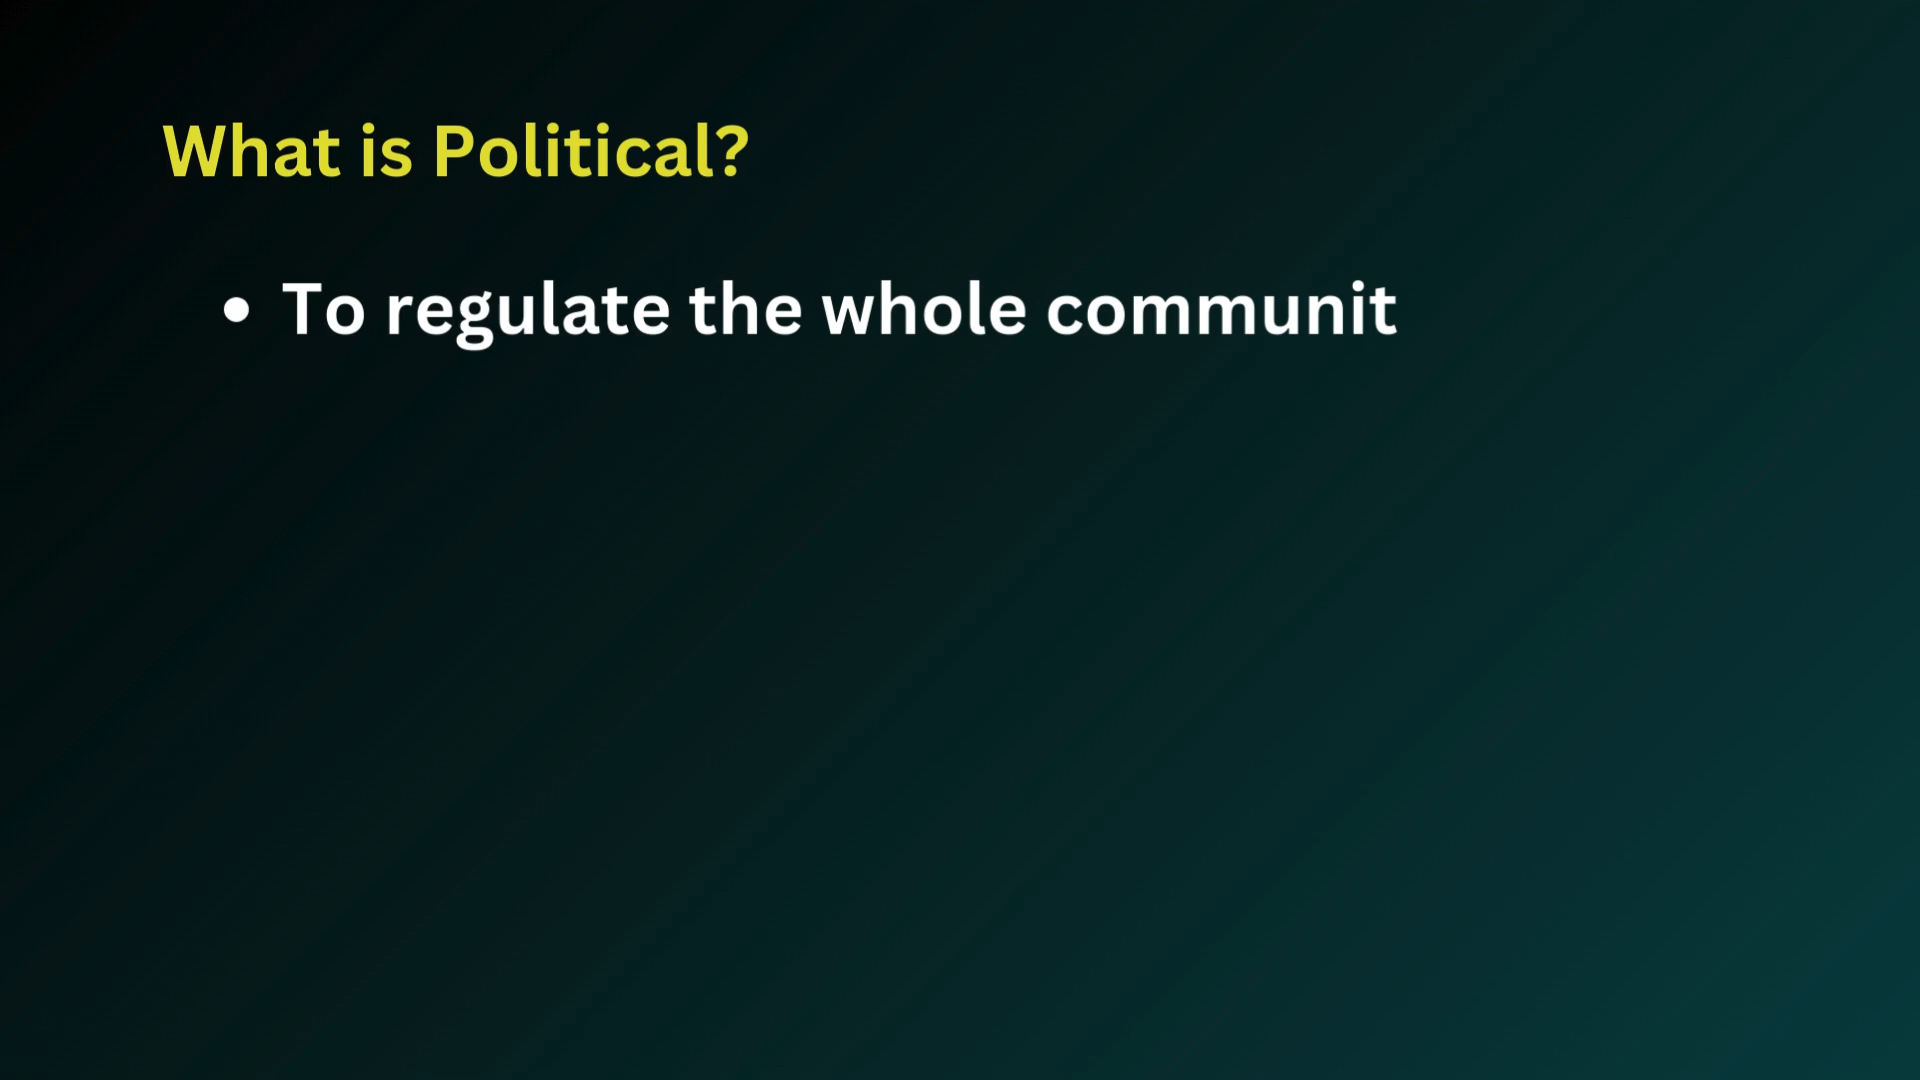 What is Political?
• To regulate the whole communit